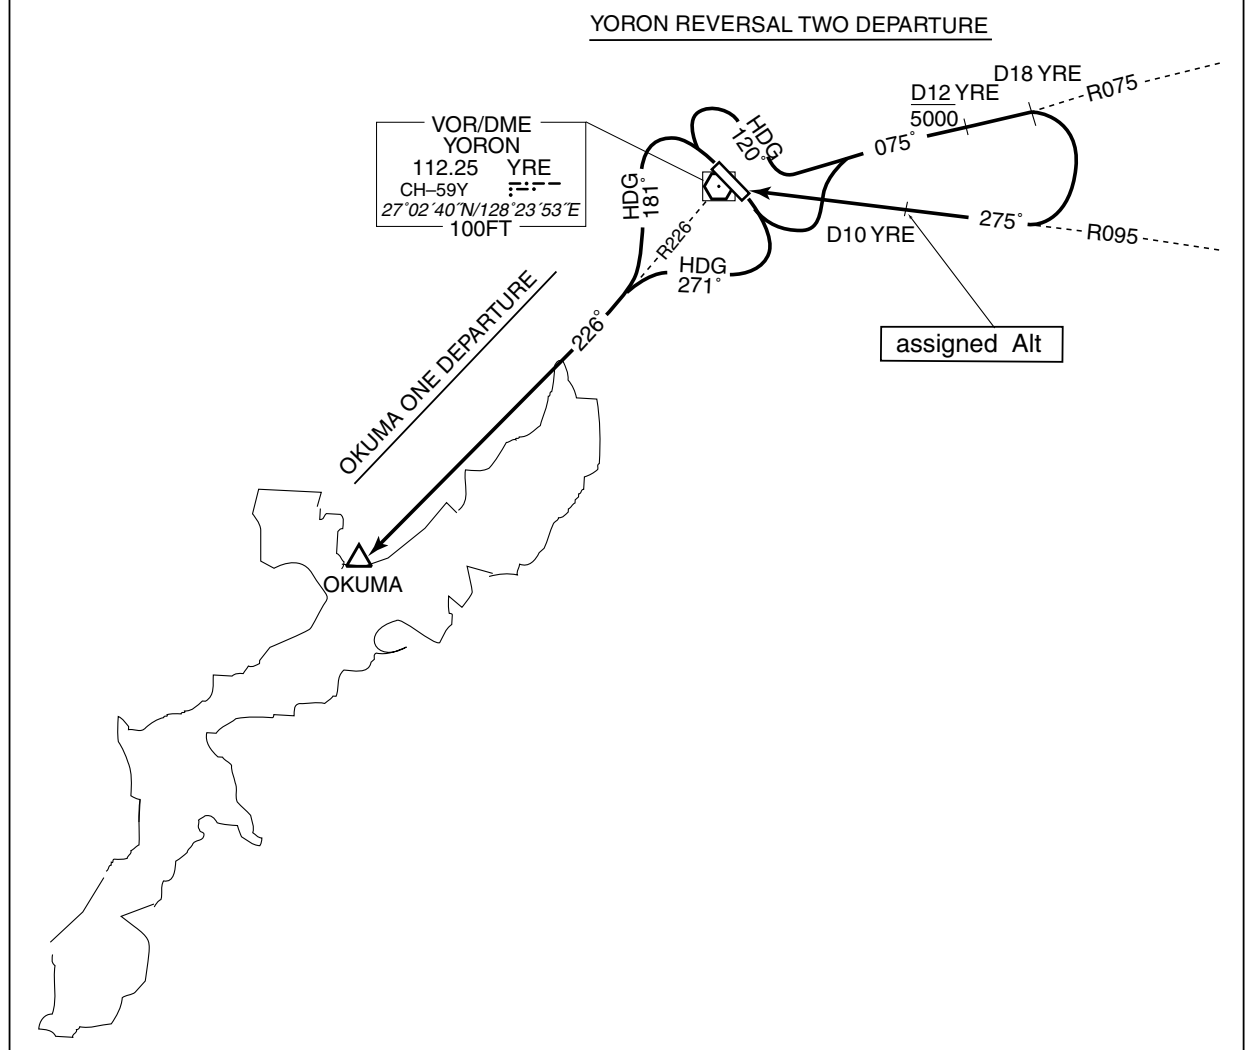 YORON REVERSAL TWO DEPARTURE
D18 YRE
R075
D12 YRE
5000
075°
HDG
120°
VOR/DME
YORON
112.25 YRE
CH–59Y
27°02´40˝N/128°23´53˝E
100FT
HDG
181°
R226
HDG
271°
D10 YRE
275°
R095
assigned Alt
226°
OKUMA ONE DEPARTURE
OKUMA